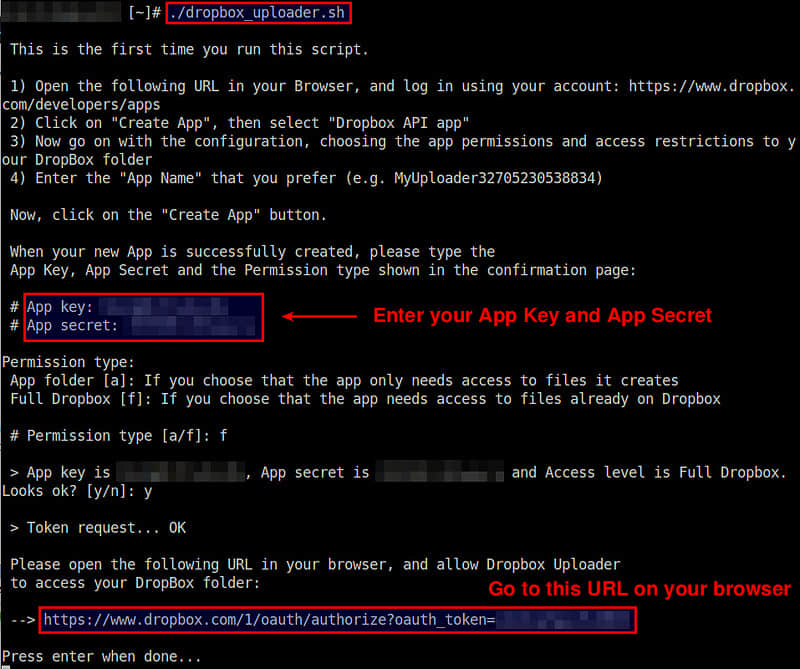 [~]# ./dropbox_uploader.sh
This is the first time you run this script.
1) Open the following URL in your Browser, and log in using your account: https://www.dropbox.
com/developers/apps
2) Click on "Create App", then select "Dropbox API app"
3) Now go on with the configuration, choosing the app permissions and access restrictions to y
our DropBox folder
4) Enter the "App Name" that you prefer (e.g. MyUploader32705230538834)
Now, click on the "Create App" button.
When your new App is successfully created, please type the
App Key, App Secret and the Permission type shown in the confirmation page:
# App key:
# App secret:
Enter your App Key and App Secret
Permission type:
App folder [a]: If you choose that the app only needs access to files it creates
Full Dropbox [f]: If you choose that the app needs access to files already on Dropbox
# Permission type [a/f]: f
> App key is , App secret is and Access level is Full Dropbox.
Looks ok? [y/n]: y
> Token request... OK
Please open the following URL in your browser, and allow Dropbox Uploader
to access your DropBox folder:
Go to this URL on your browser
--> https://www.dropbox.com/1/oauth/authorize?oauth_token=
Press enter when done...